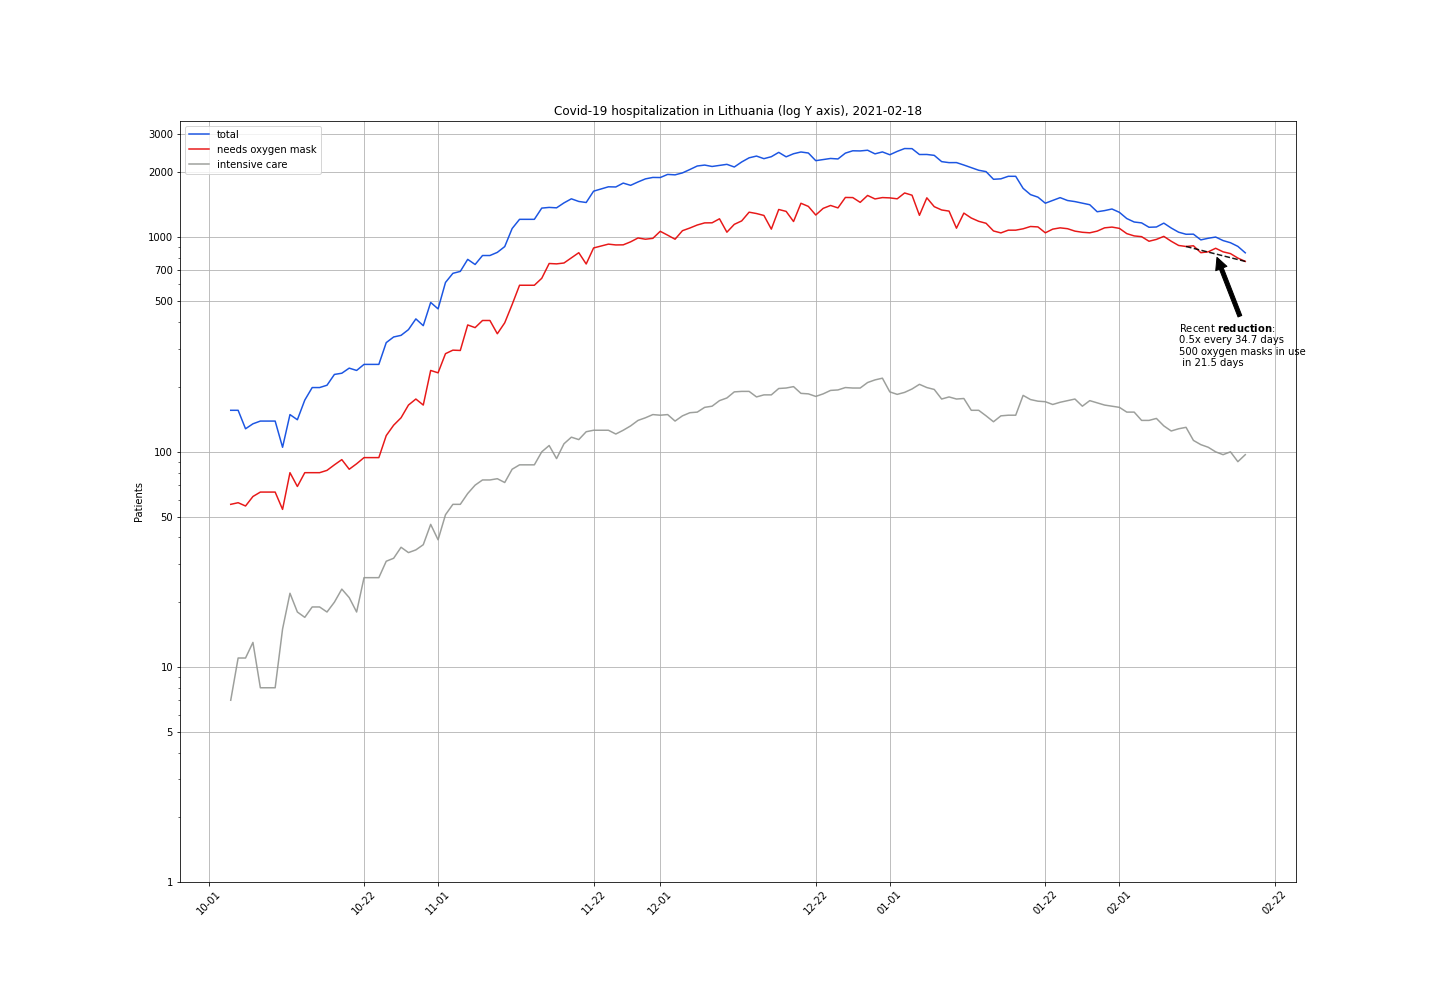 Covid-19 hospitalization in Lithuania (log Y axis), 2021-02-18
total
needs oxygen mask
intensive care
3000
2000
1000
700
500
100
50
10
5
1
Patients
Recent reduction:
0.5x every 34.7 days
500 oxygen masks in use
in 21.5 days
10-01
10-22
11-01
11-22
12-01
12-22
01-01
01-22
02-01
02-22